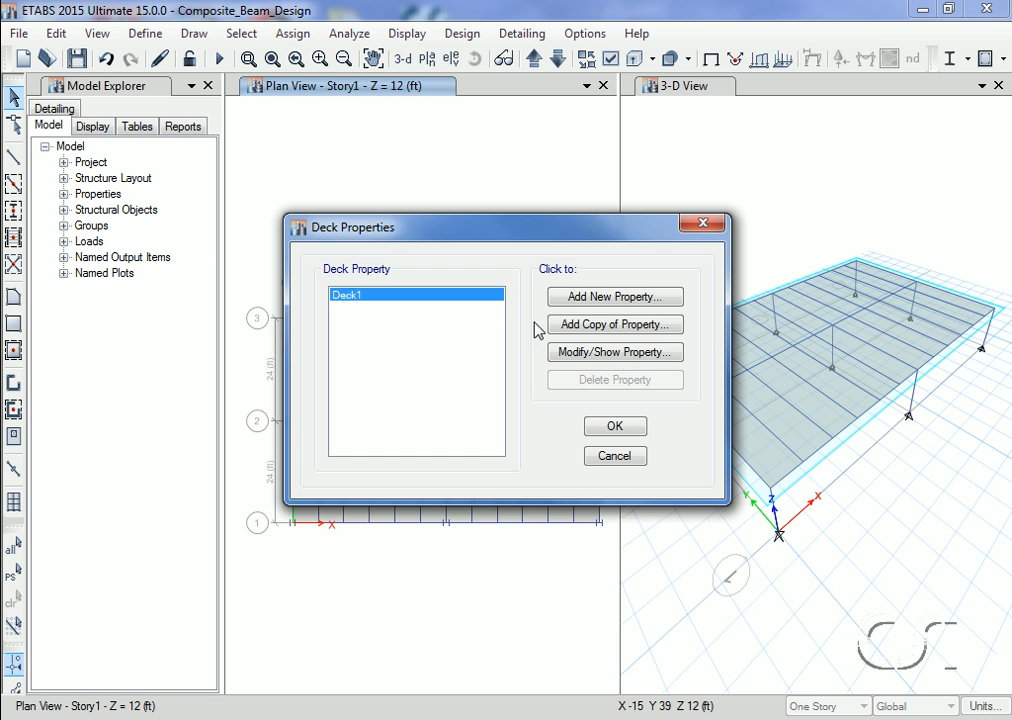 ETABS 2015 Ultimate 15.0.0 - Composite_Beam_Design
File Edit View Define Draw Select Assign Analyze Display Design Detailing Options Help
3-d
nd
Model Explorer
Plan View - Story1 - Z = 12 (ft)
3-D View
Detailing
Model Display Tables Reports
Model
Project
Structure Layout
Properties
Structural Objects
Groups
Loads
Named Output Items
Named Plots
Deck Properties
Deck Property
Deck1
Click to:
Add New Property...
Add Copy of Property...
Modify/Show Property...
Delete Property
OK
Cancel
3
24 (ft)
2
24 (ft)
1
X
Y
Z
X
all
PS
clr
Plan View - Story1 - Z = 12 (ft)
X -15 Y 39 Z 12 (ft)
One Story
Global
Units...